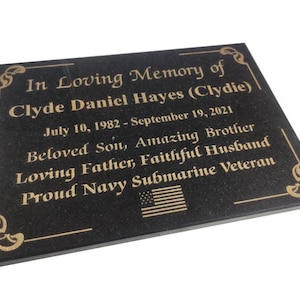 In Loving Memory of
Clyde Daniel Hayes (Clydie)
July 10, 1982 - September 19, 2021
Beloved Son, Amazing Brother
Loving Father, Faithful Husband
Proud Navy Submarine Veteran